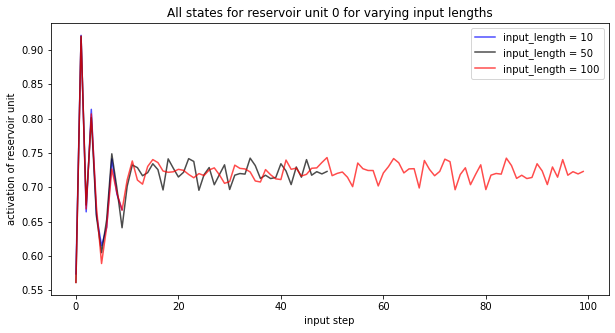 All states for reservoir unit 0 for varying input lengths
activation of reservoir unit
0.90
0.85
0.80
0.75
0.70
0.65
0.60
0.55
input_length = 10
input_length = 50
input_length = 100
0 20 40 60 80 100
input step